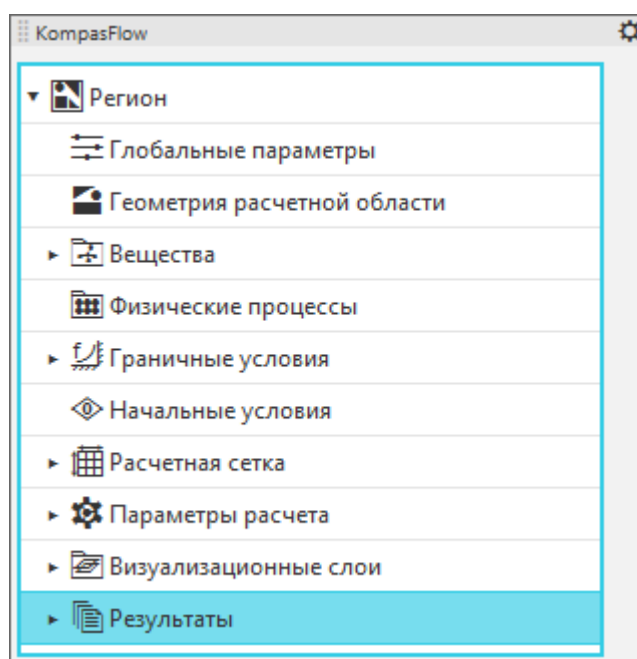 KompasFlow
Регион
Глобальные параметры
Геометрия расчетной области
Вещества
Физические процессы
Граничные условия
Начальные условия
Расчетная сетка
Параметры расчета
Визуализационные слои
Результаты